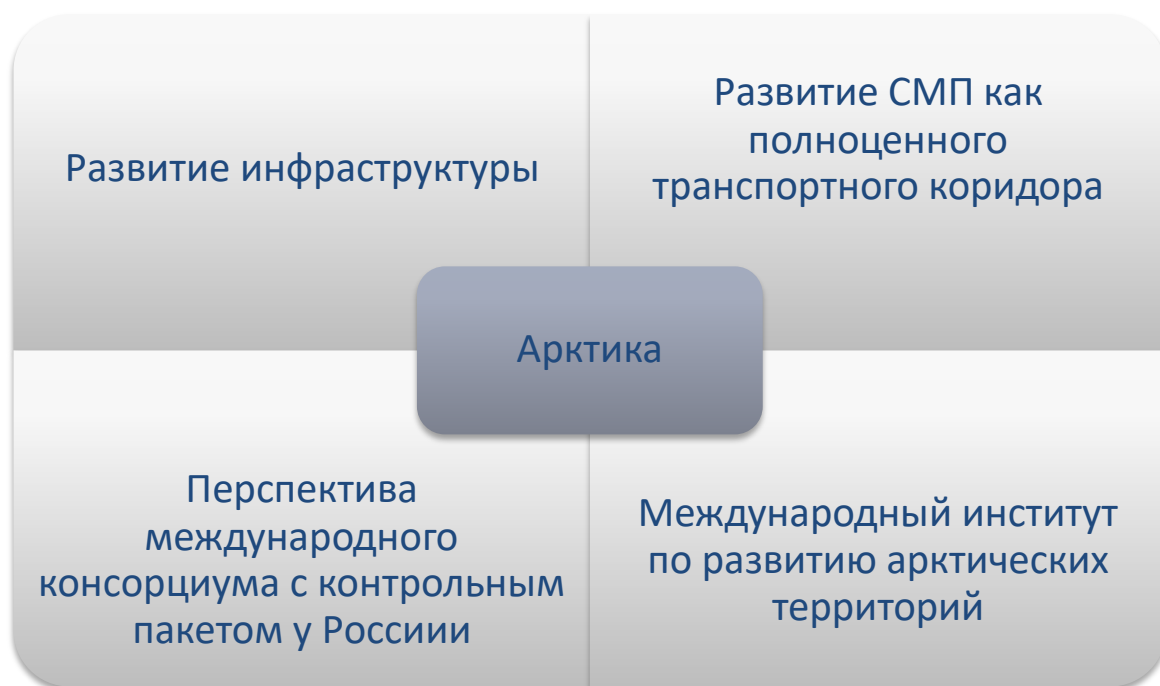 Развитие инфраструктуры
Развитие СМП как
полноценного
транспортного коридора
Арктика
Перспектива
международного
консорциума с контрольным
пакетом у Россиии
Международный институт
по развитию арктических
территорий